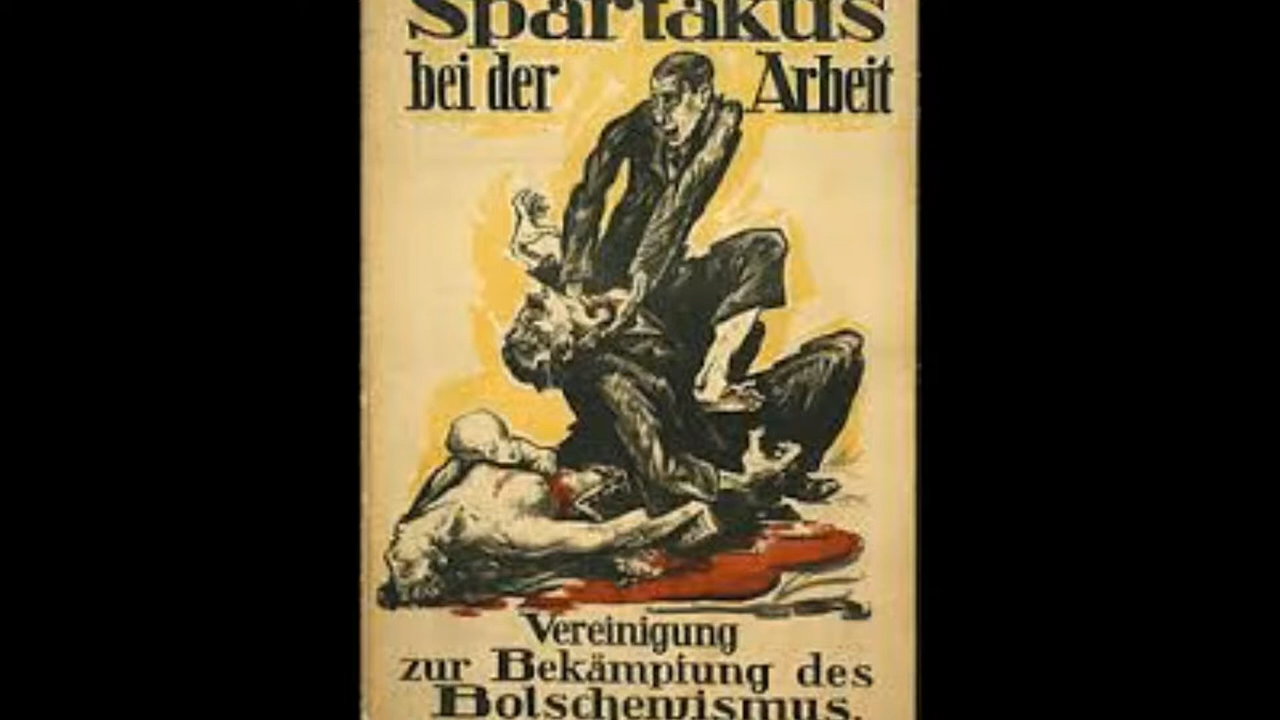 Spartakus
bei der Arbeit
Vereinigung
zur Bekämpfung des
Bolschewismus.